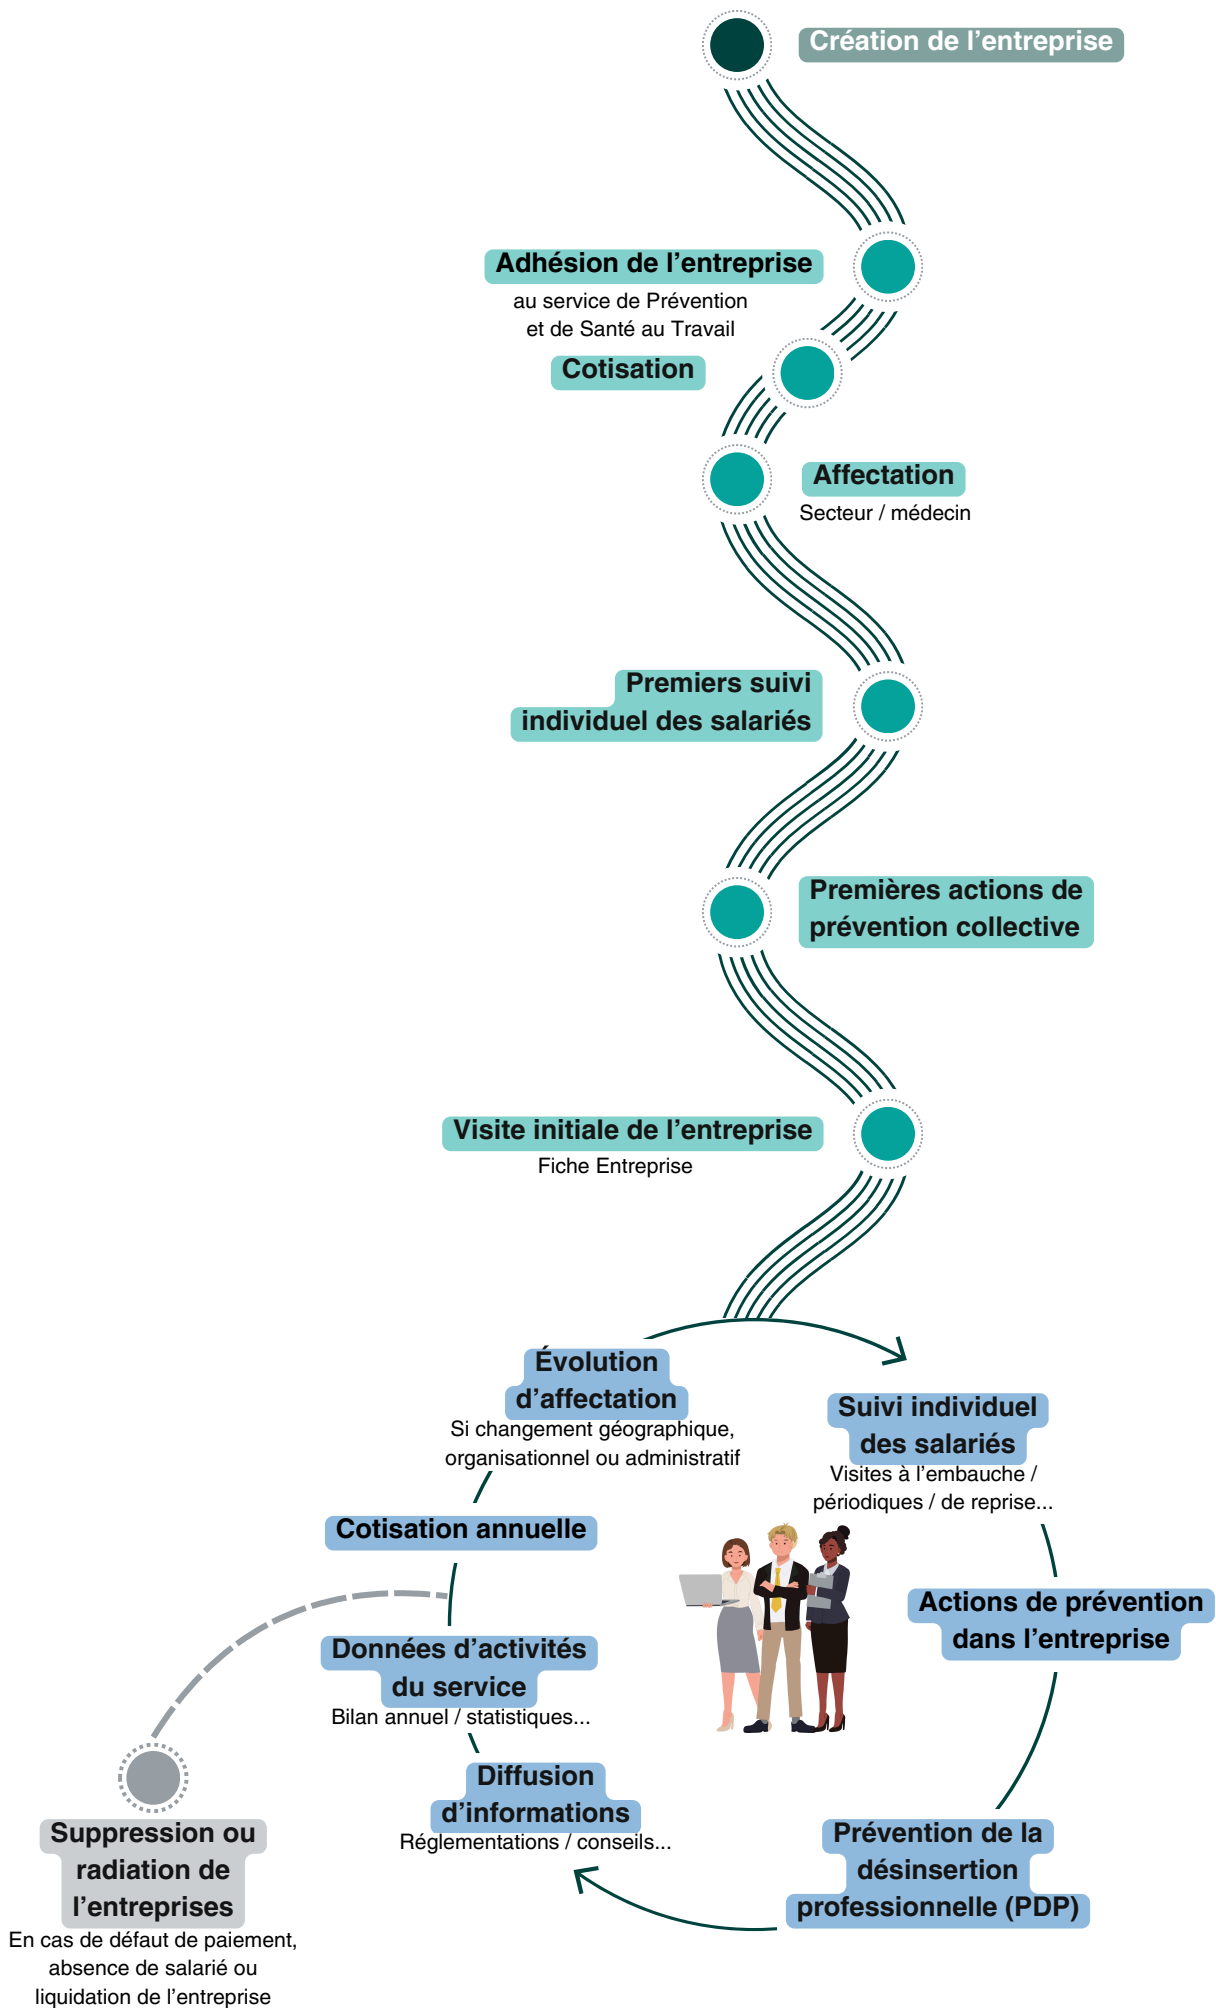 Création de l'entreprise
Adhésion de l'entreprise
au service de Prévention
et de Santé au Travail
Cotisation
Affectation
Secteur / médecin
Premiers suivi
individuel des salariés
Premières actions de
prévention collective
Visite initiale de l'entreprise
Fiche Entreprise
Évolution
d'affectation
Si changement géographique,
organisationnel ou administratif
Suivi individuel
des salariés
Visites à l'embauche /
périodiques / de reprise...
Cotisation annuelle
Actions de prévention
dans l'entreprise
Données d'activités
du service
Bilan annuel / statistiques...
Diffusion
d'informations
Réglementations / conseils...
Prévention de la
désinsertion
professionnelle (PDP)
Suppression ou
radiation de
l'entreprises
En cas de défaut de paiement,
absence de salarié ou
liquidation de l'entreprise